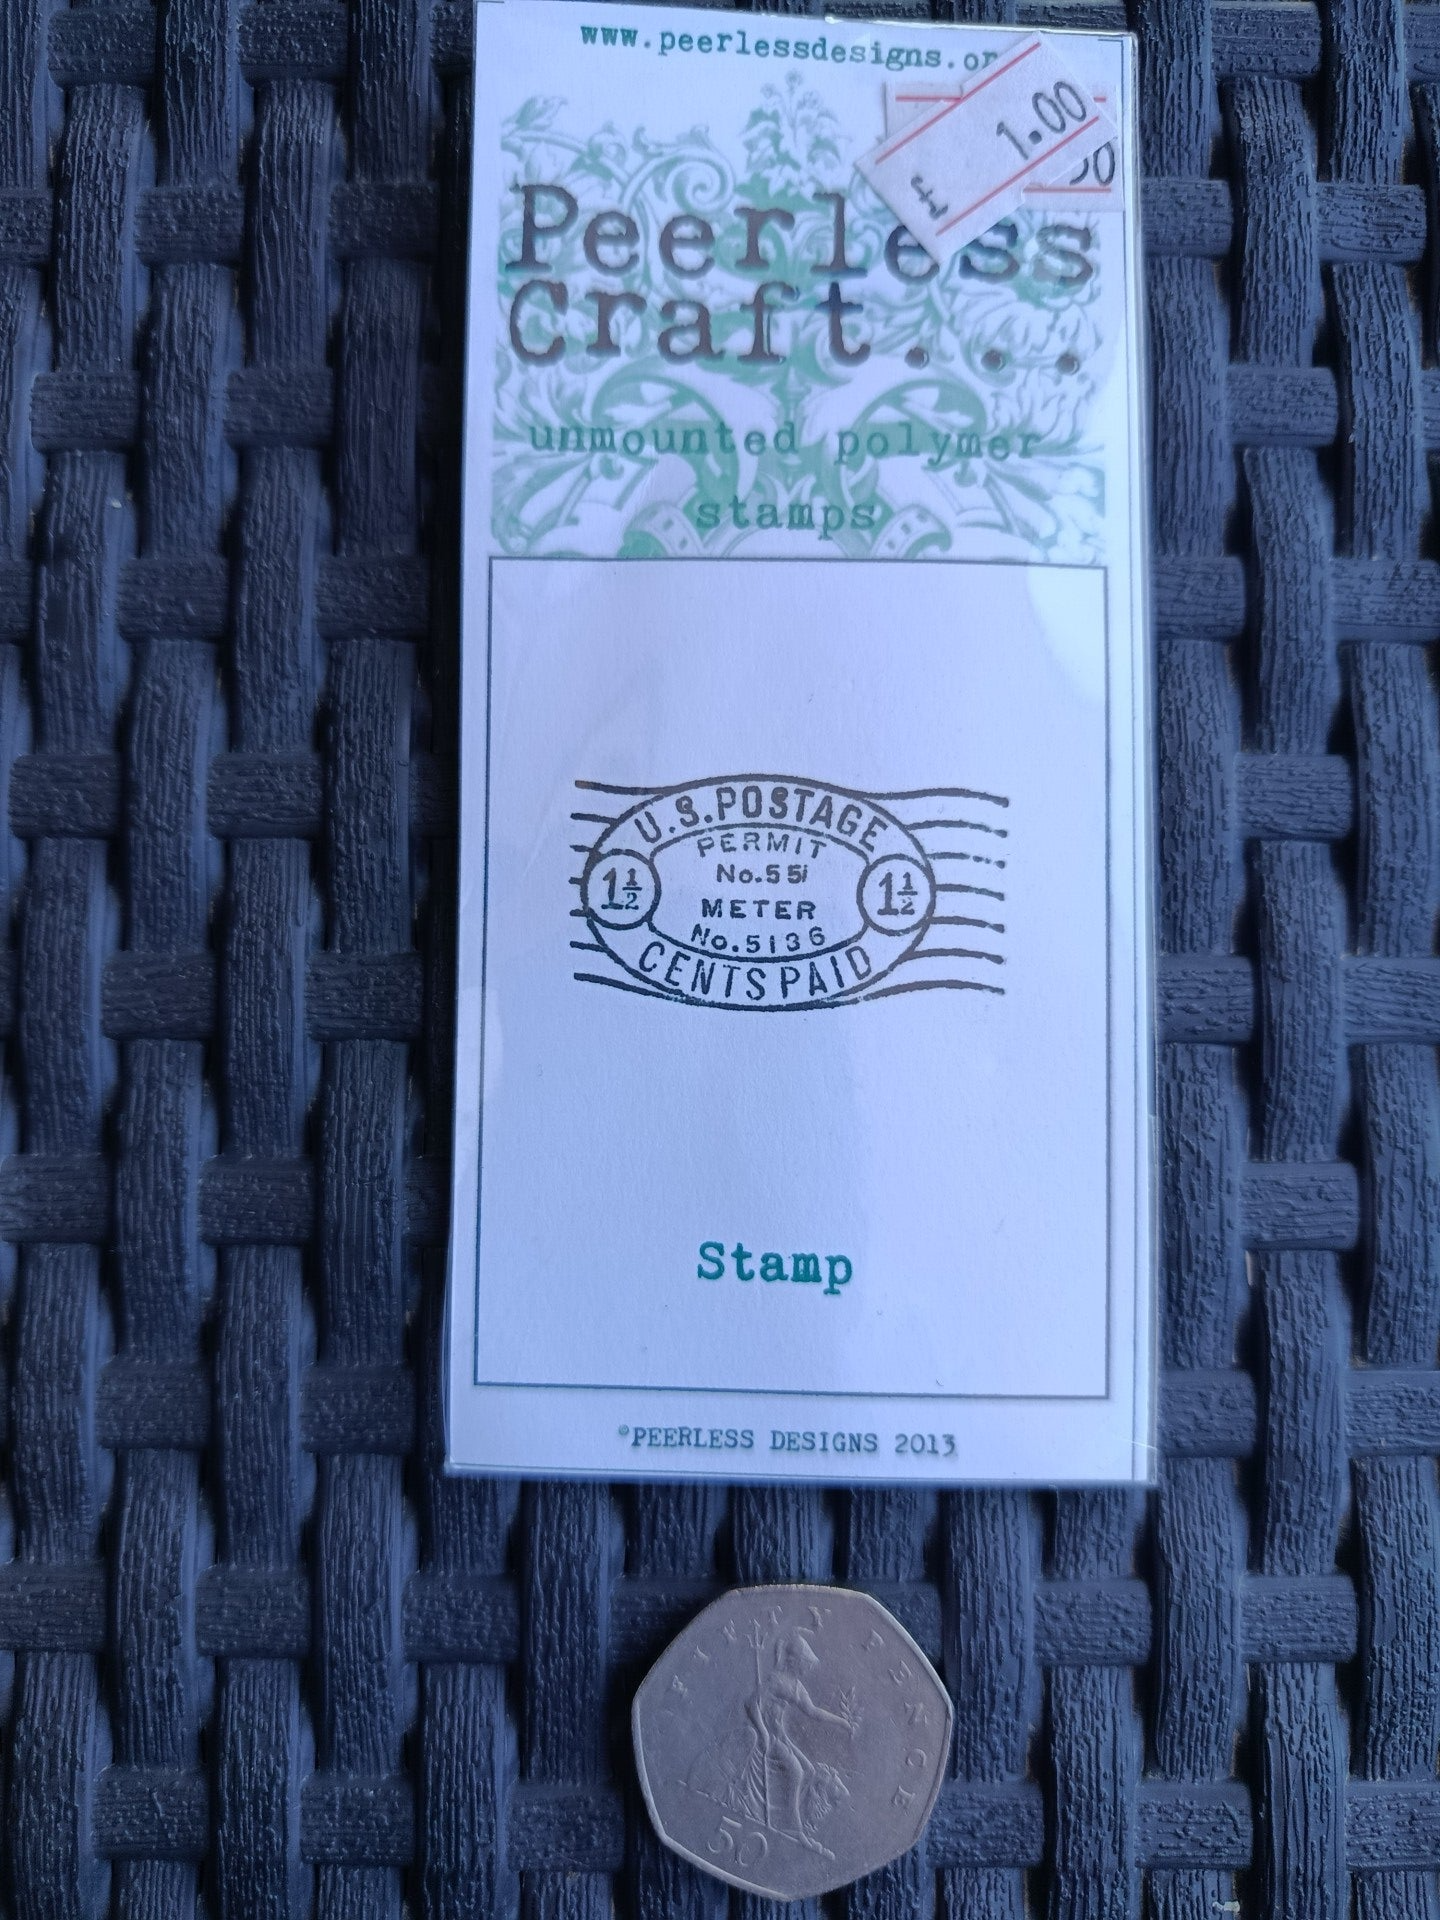 www.peerlessdesigns.or
1.00
Peerless
Craft...
unmounted polymer
stamps
U.S.POSTAGE
PERMIT
No.551
1½ 1½
METER
No.5136
CENTS PAID
Stamp
©PEERLESS DESIGNS 2013
FIFTY PENCE
50